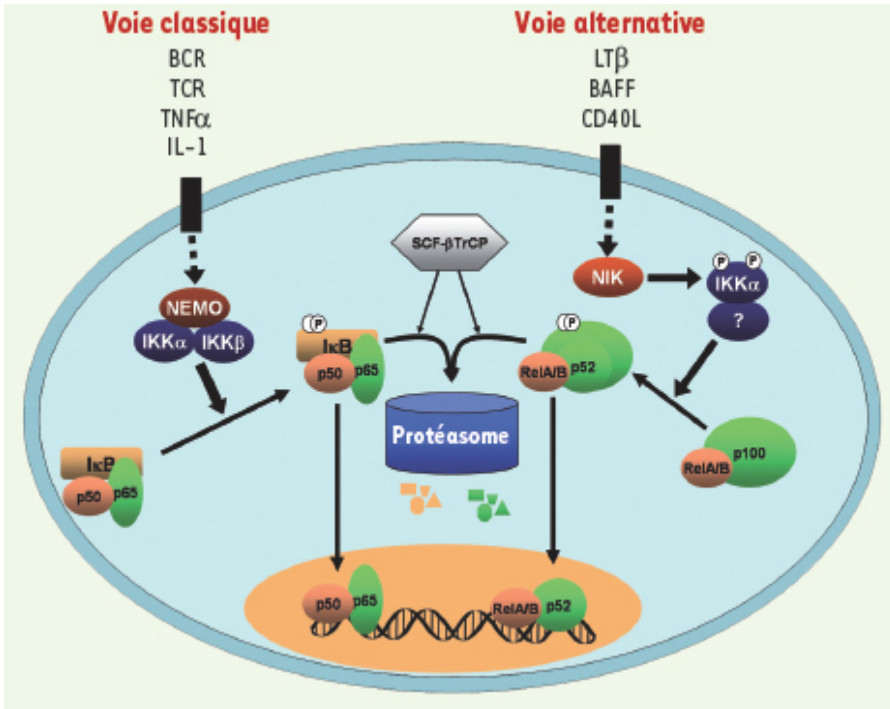 Voie classique
BCR
TCR
TNFα
IL-1
Voie alternative
LTβ
BAFF
CD40L
SCF-βTrCP
NIK
P
P
IKKα
?
NEMO
IKKα
IKKβ
P
IκB
p50
p65
P
RelA/B
p52
Protéasome
IκB
p50
p65
p100
RelA/B
p50
p65
RelA/B
p52